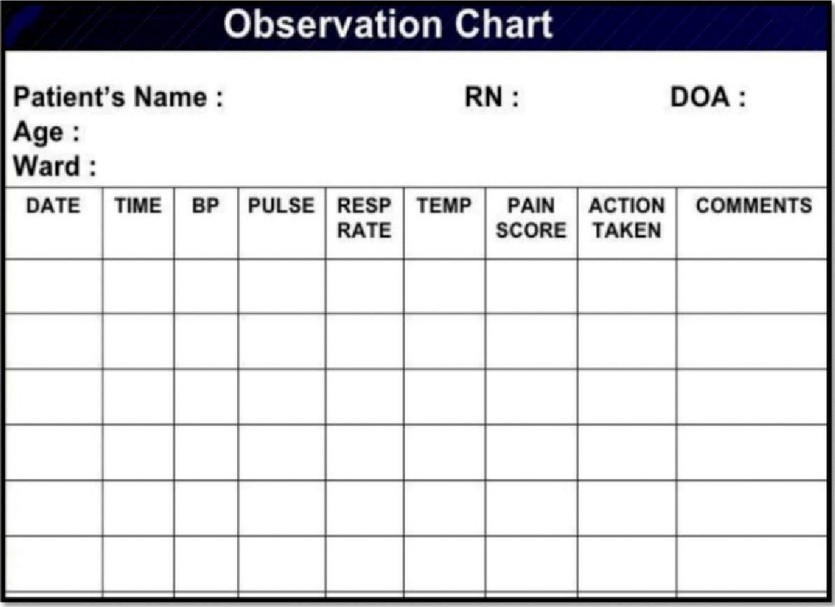 Observation Chart
Patient's Name : RN : DOA :
Age :
Ward :
DATE TIME BP PULSE RESP RATE TEMP PAIN SCORE ACTION TAKEN COMMENTS